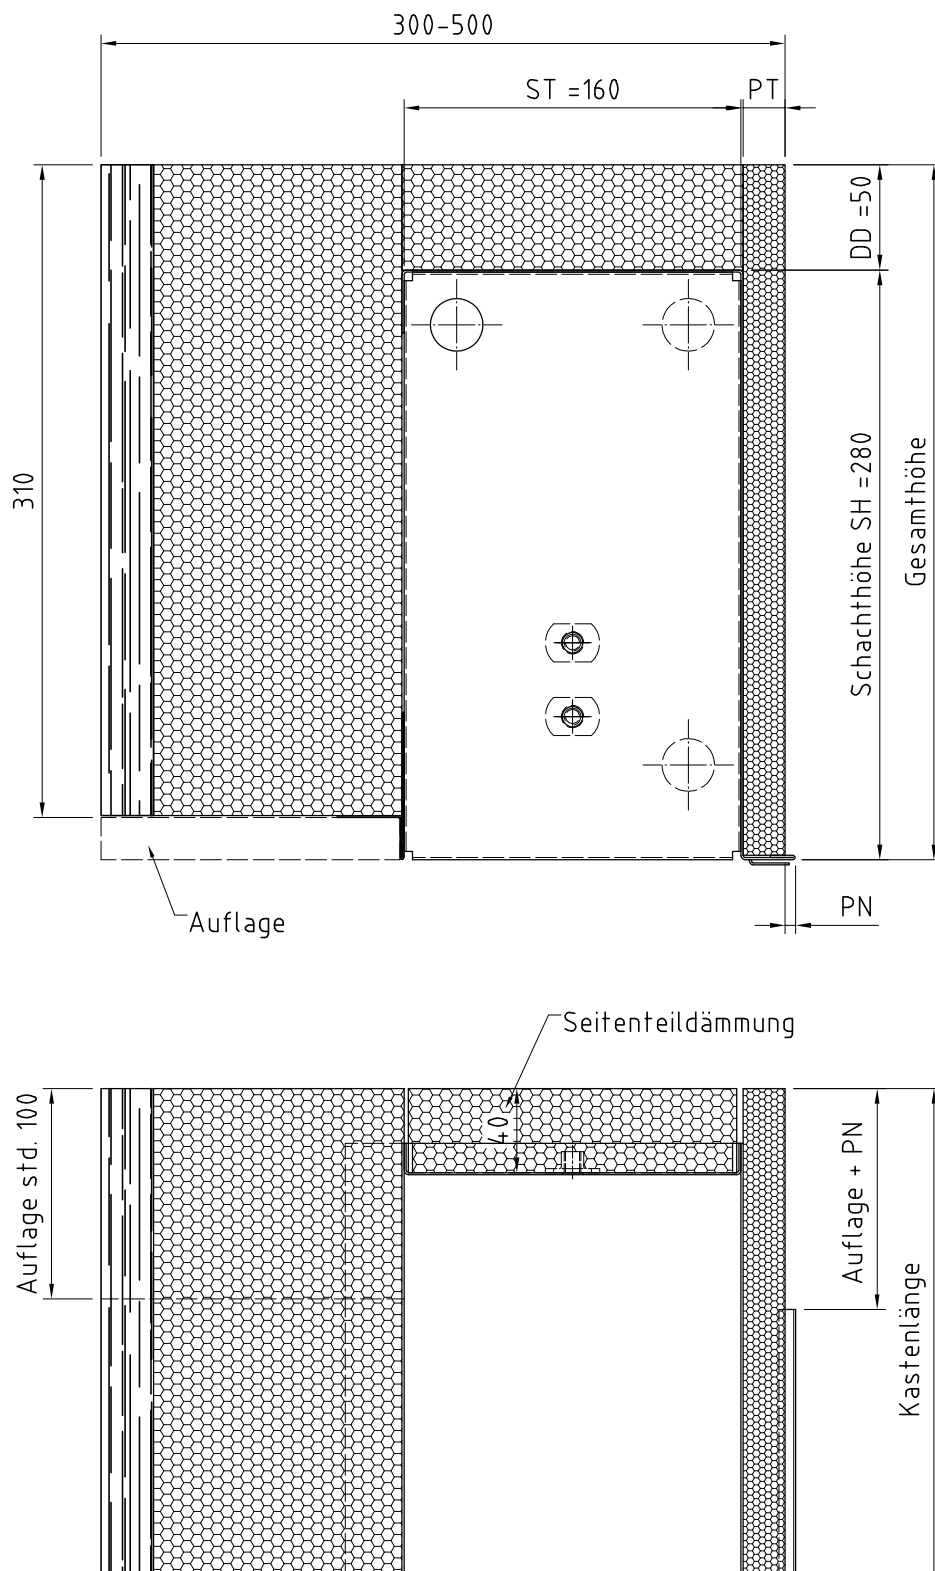 300-500
ST =160
PT
DD =50
310
Schachthöhe SH =280
Gesamthöhe
PN
Auflage
Seitenteildämmung
Auflage std. 100
40
Auflage + PN
Kastenlänge